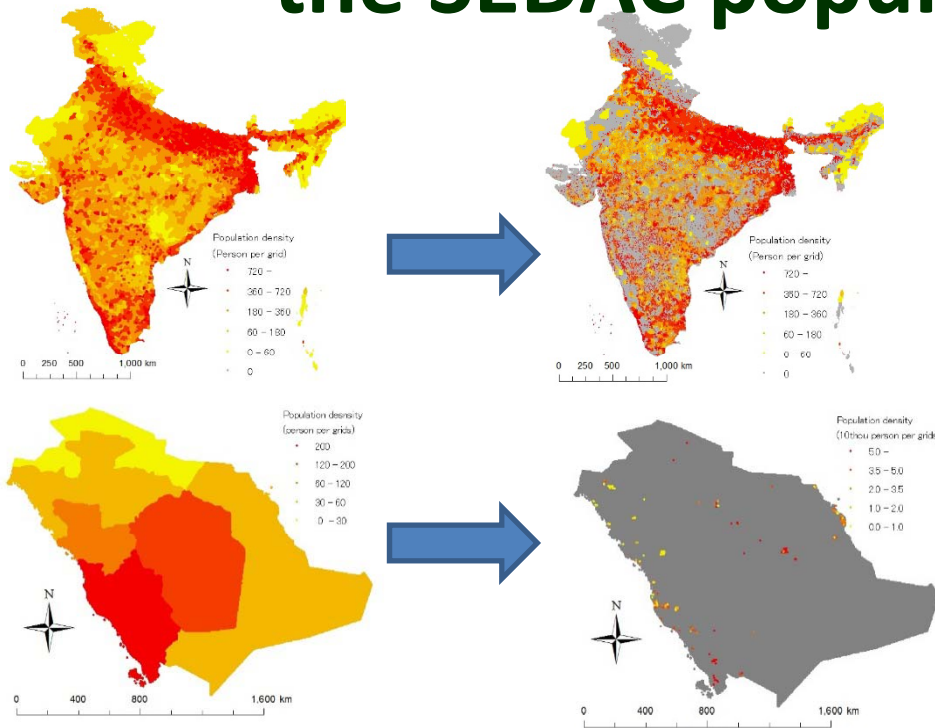 the SEDAC popul
Population density
(Person per grid)
720 -
360 - 720
180 - 360
60 - 180
0 - 60
0
N
0 250 500 1,000 km
Population density
(Person per grid)
720 -
360 - 720
180 - 360
60 - 180
0 - 60
0
N
0 250 500 1,000 km
Population desnsity
(person per grids)
200
120 - 200
60 - 120
30 - 60
0 - 30
N
0 400 800 1,600 km
Population density
(10thou person per grids
5.0 -
3.5 - 5.0
2.0 - 3.5
1.0 - 2.0
0.0 - 1.0
N
0 400 800 1,600 km